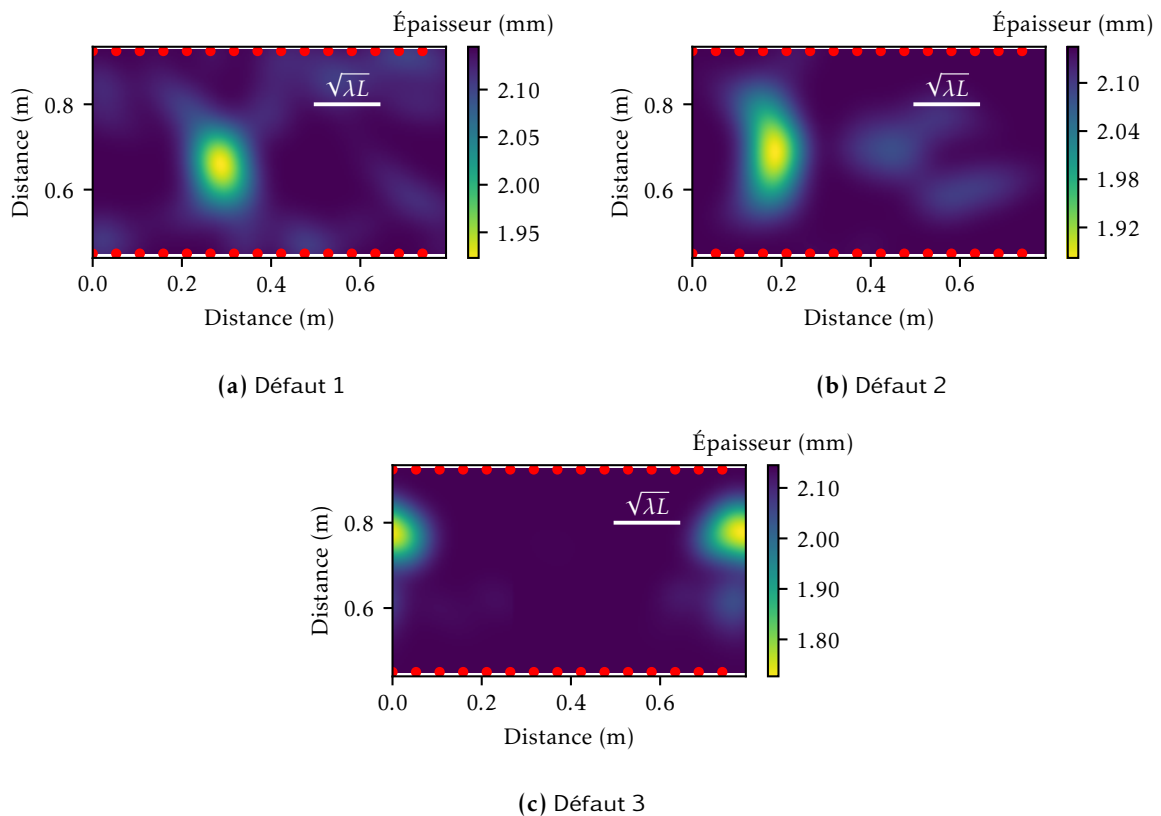 Épaisseur (mm)
Distance (m)
0.8
0.6
√λL
2.10
2.05
2.00
1.95
0.0
0.2
0.4
0.6
Distance (m)
(a) Défaut 1
Épaisseur (mm)
Distance (m)
0.8
0.6
√λL
2.10
2.04
1.98
1.92
0.0
0.2
0.4
0.6
Distance (m)
(b) Défaut 2
Épaisseur (mm)
Distance (m)
0.8
0.6
√λL
2.10
2.00
1.90
1.80
0.0
0.2
0.4
0.6
Distance (m)
(c) Défaut 3